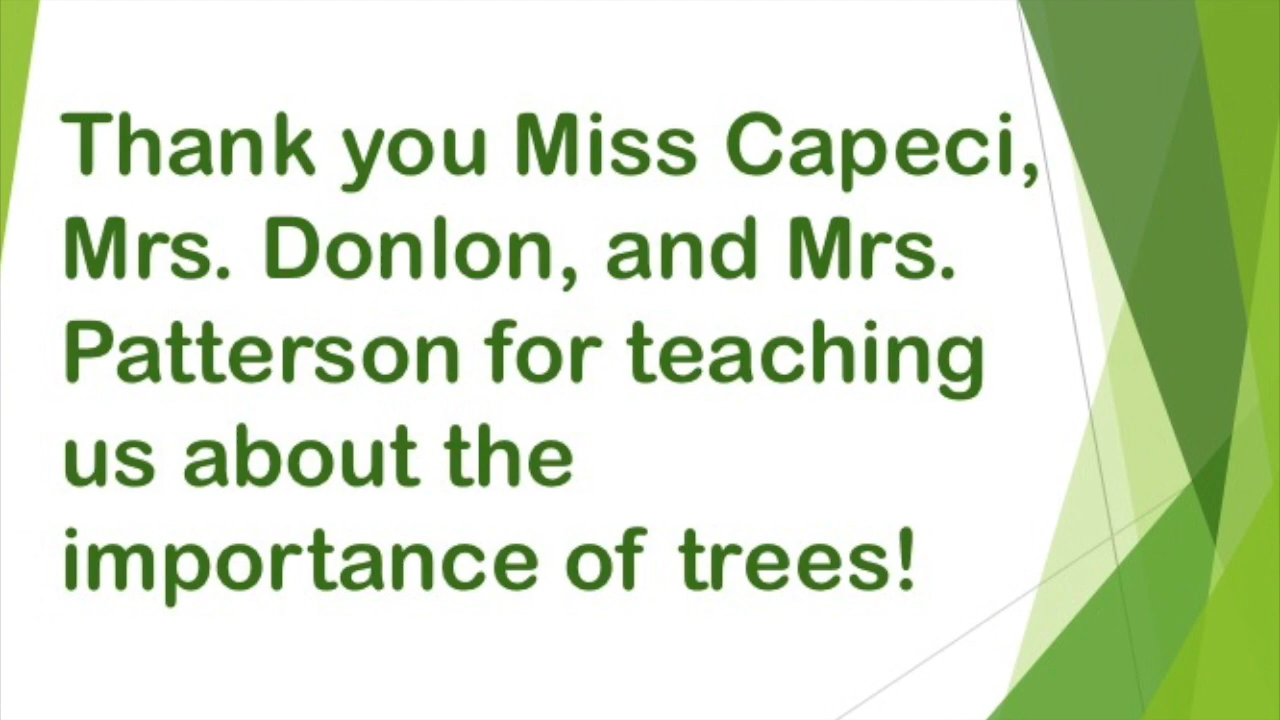 Thank you Miss Capeci,
Mrs. Donlon, and Mrs.
Patterson for teaching
us about the
importance of trees!